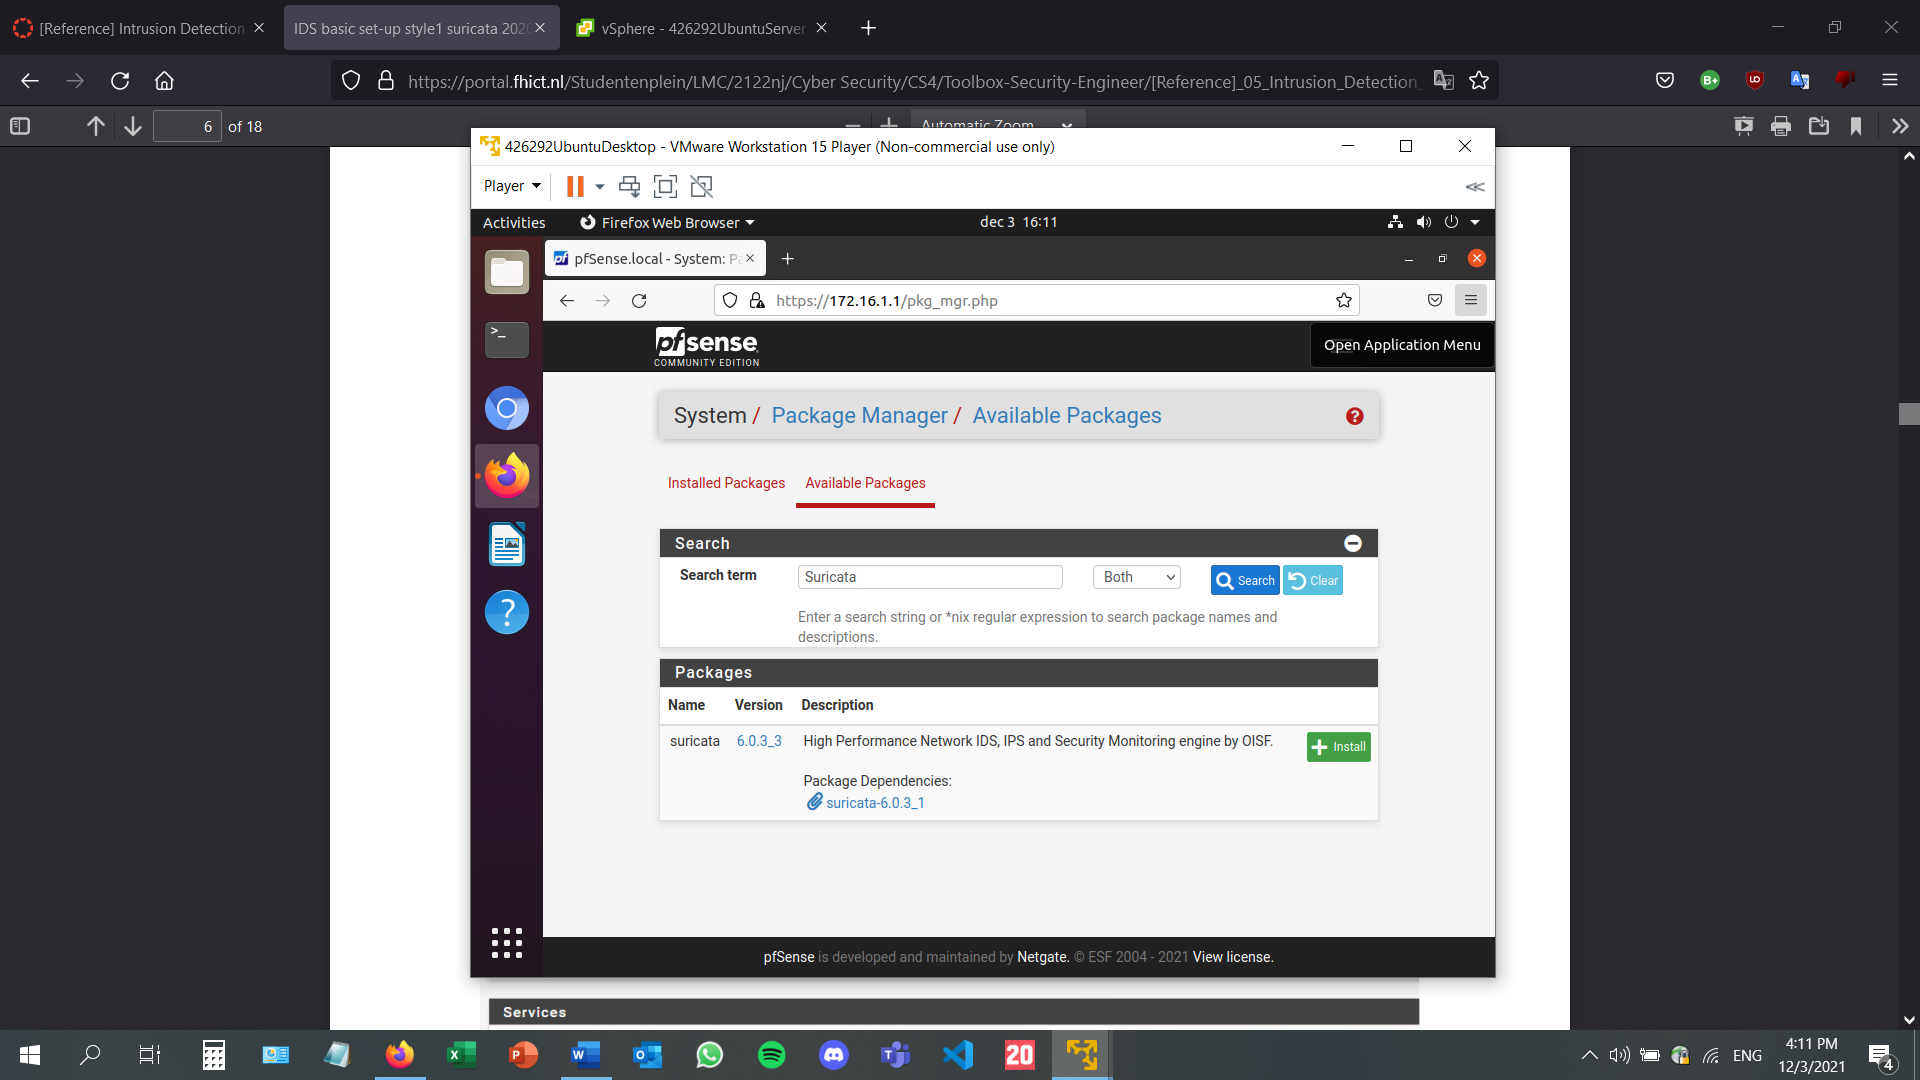 [Reference] Intrusion Detection
IDS basic set-up style1 suricata 2020
vSphere - 426292UbuntuServer
https://portal.fhict.nl/Studentenplein/LMC/2122nj/Cyber Security/CS4/Toolbox-Security-Engineer/[Reference]_05_Intrusion_Detection_
6 of 18
Automatic Zoom
426292UbuntuDesktop - VMware Workstation 15 Player (Non-commercial use only)
Player
Activities
Firefox Web Browser
dec 3 16:11
pfSense.local - System: Pa
https://172.16.1.1/pkg_mgr.php
pfsense
COMMUNITY EDITION
Open Application Menu
System / Package Manager / Available Packages
Installed Packages
Available Packages
Search
Search term
Suricata
Both
Search
Clear
Enter a search string or *nix regular expression to search package names and
descriptions.
Packages
Name Version Description
suricata 6.0.3_3 High Performance Network IDS, IPS and Security Monitoring engine by OISF.
Install
Package Dependencies:
suricata-6.0.3_1
pfSense is developed and maintained by Netgate. © ESF 2004 - 2021 View license.
Services
20
ENG
4:11 PM
12/3/2021
4